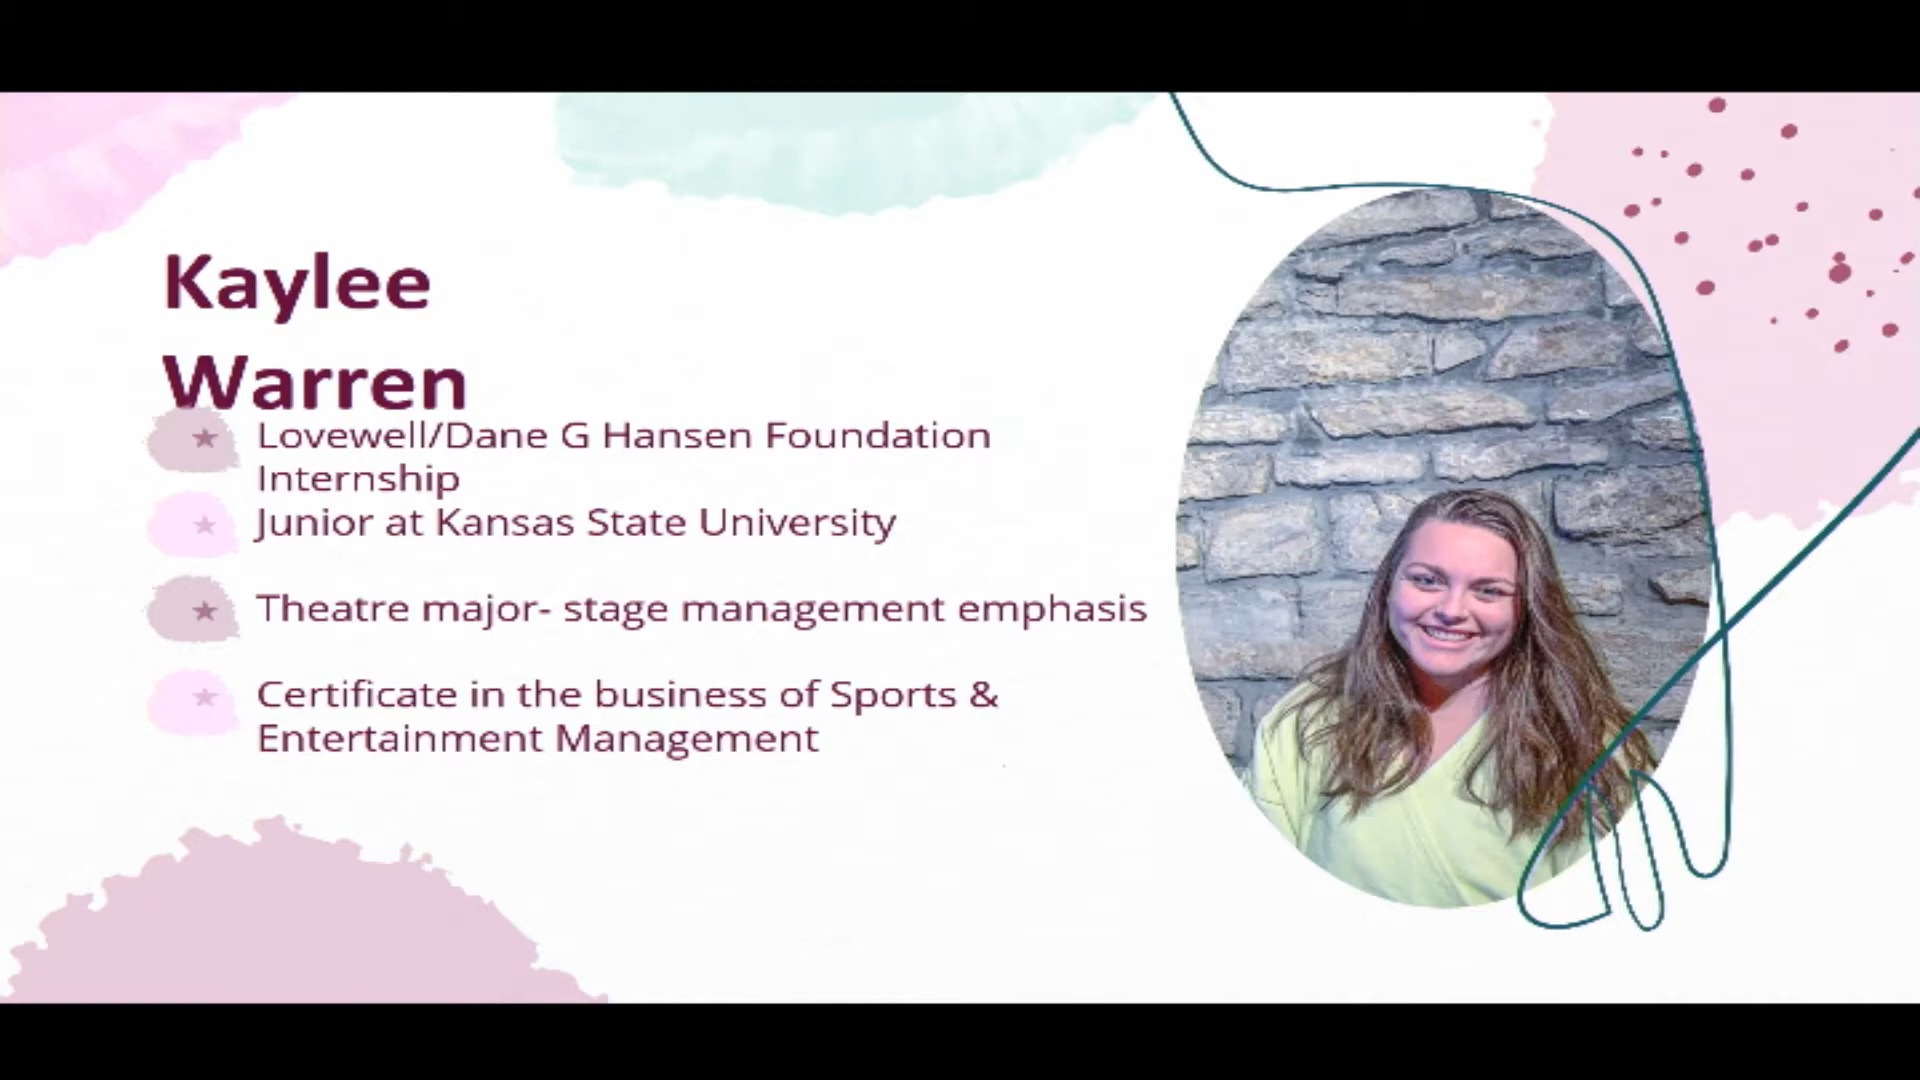 Kaylee
Warren
Lovewell/Dane G Hansen Foundation
Internship
Junior at Kansas State University
Theatre major- stage management emphasis
Certificate in the business of Sports &
Entertainment Management